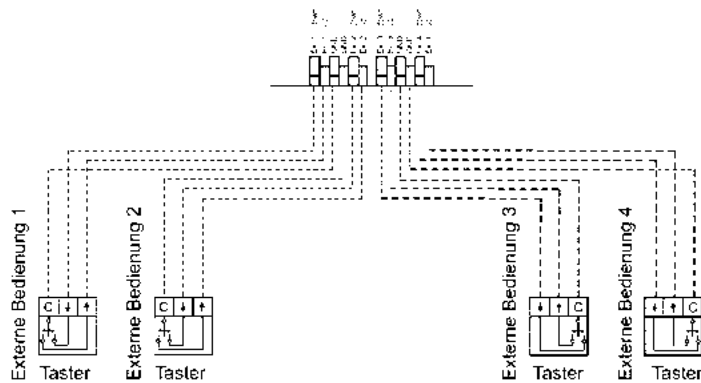 Externe Bedienung 1
Externe Bedienung 2
Externe Bedienung 3
Externe Bedienung 4
C
C
C
C
Taster
Taster
Taster
Taster